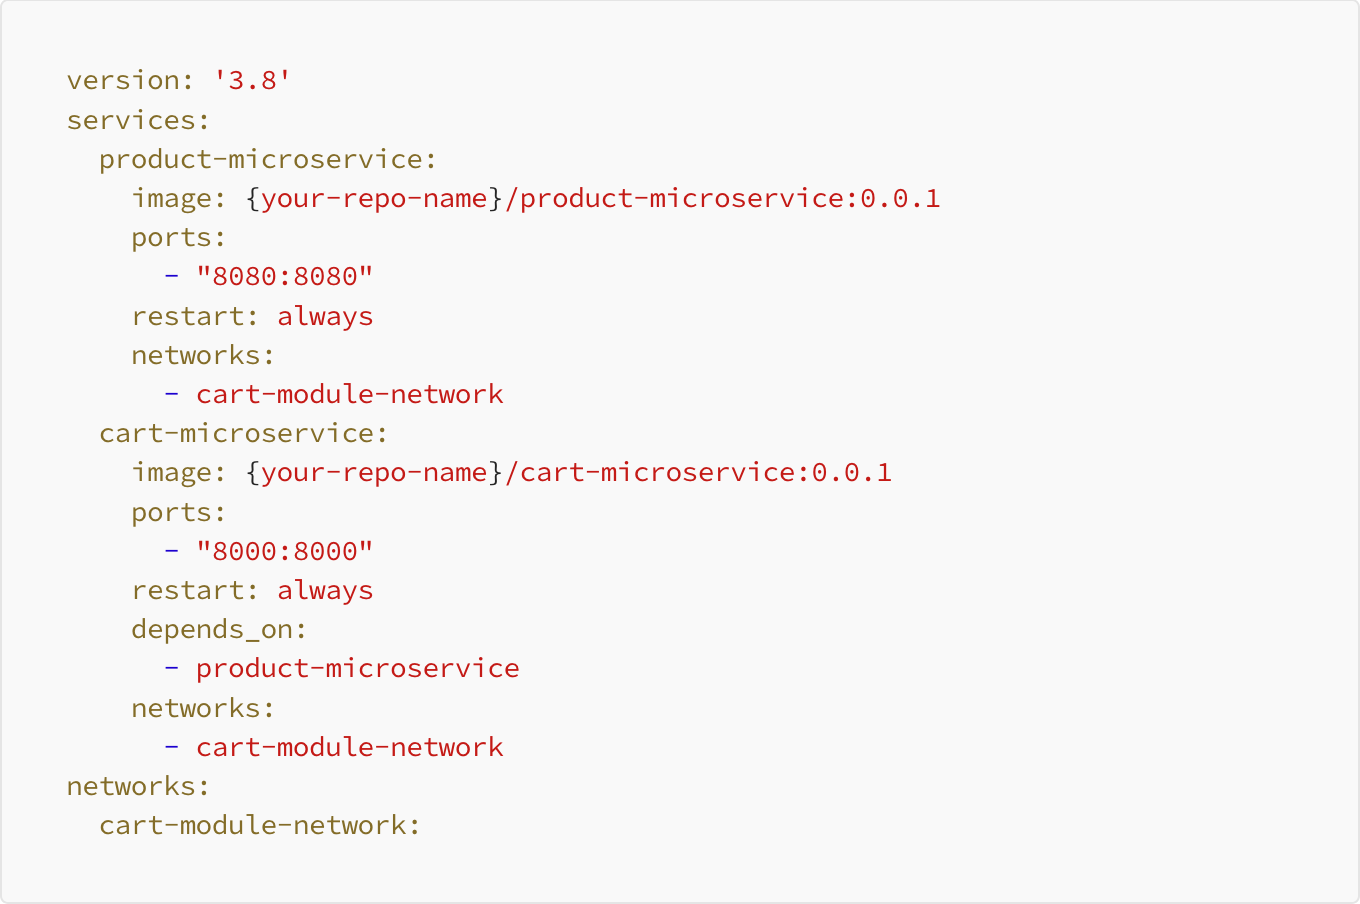 version: '3.8'
services:
  product-microservice:
    image: {your-repo-name}/product-microservice:0.0.1
    ports:
      - "8080:8080"
    restart: always
    networks:
      - cart-module-network
  cart-microservice:
    image: {your-repo-name}/cart-microservice:0.0.1
    ports:
      - "8000:8000"
    restart: always
    depends_on:
      - product-microservice
    networks:
      - cart-module-network
networks:
  cart-module-network: